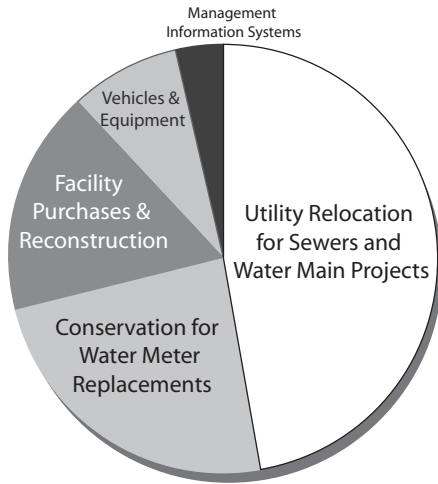 Management
Information Systems
Vehicles &
Equipment
Facility
Purchases &
Reconstruction
Utility Relocation
for Sewers and
Water Main Projects
Conservation for
Water Meter
Replacements